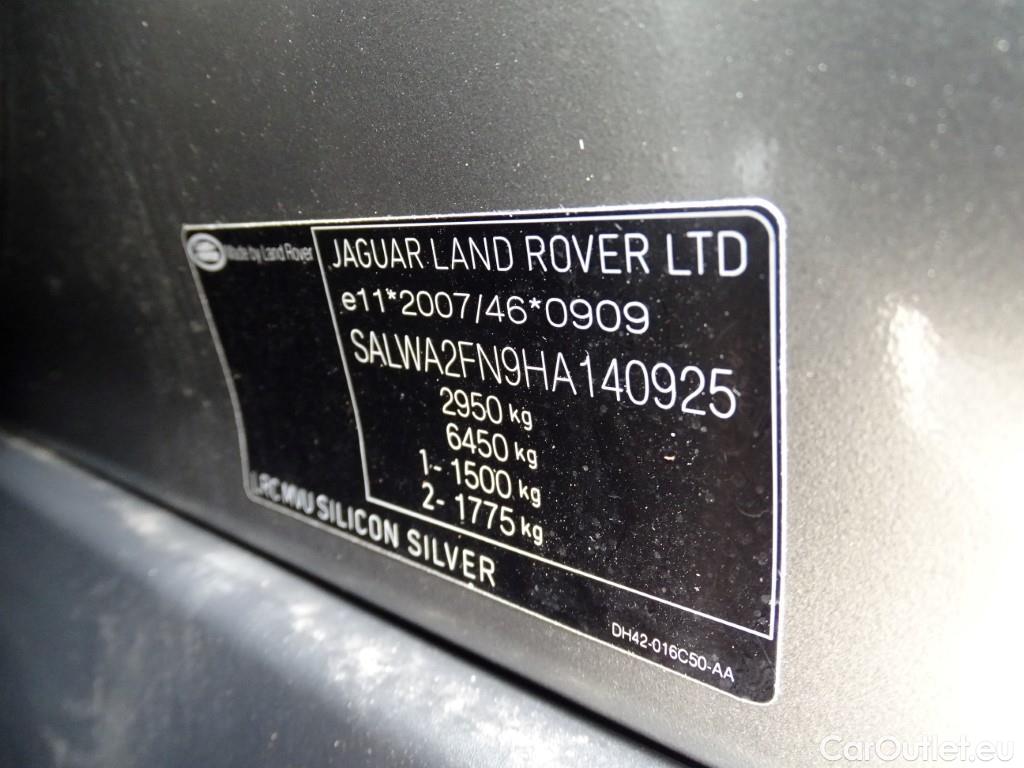 Made by Land Rover
JAGUAR LAND ROVER LTD
e11*2007/46*0909
SALWA2FN9HA140925
2950 kg
6450 kg
1- 1500 kg
2- 1775 kg
LRC MVU SILICON SILVER
DH42-016C50-AA
CarOutlet.eu